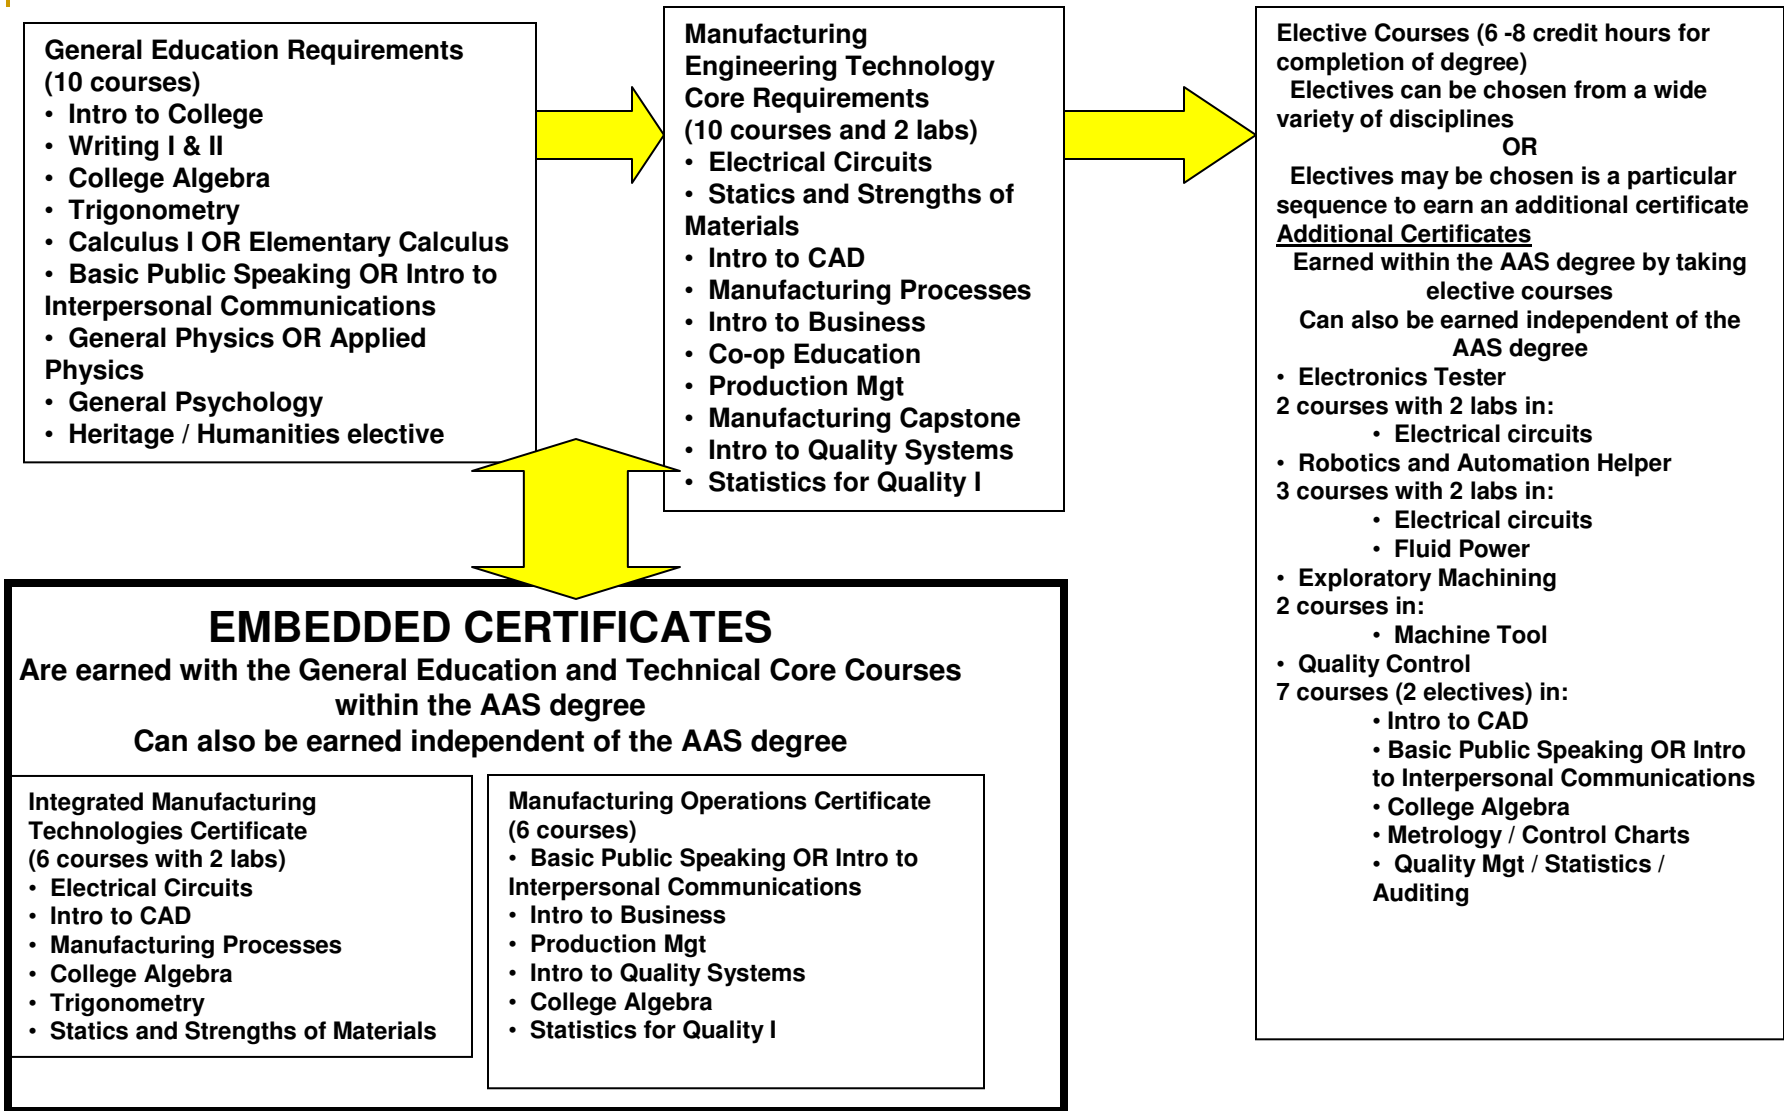 General Education Requirements
(10 courses)
• Intro to College
• Writing I & II
• College Algebra
• Trigonometry
• Calculus I OR Elementary Calculus
• Basic Public Speaking OR Intro to
Interpersonal Communications
• General Physics OR Applied
Physics
• General Psychology
• Heritage / Humanities elective
Manufacturing
Engineering Technology
Core Requirements
(10 courses and 2 labs)
• Electrical Circuits
• Statics and Strengths of
Materials
• Intro to CAD
• Manufacturing Processes
• Intro to Business
• Co-op Education
• Production Mgt
• Manufacturing Capstone
• Intro to Quality Systems
• Statistics for Quality I
Elective Courses (6 -8 credit hours for
completion of degree)
Electives can be chosen from a wide
variety of disciplines
OR
Electives may be chosen is a particular
sequence to earn an additional certificate
Additional Certificates
Earned within the AAS degree by taking
elective courses
Can also be earned independent of the
AAS degree
• Electronics Tester
2 courses with 2 labs in:
• Electrical circuits
• Robotics and Automation Helper
3 courses with 2 labs in:
• Electrical circuits
• Fluid Power
• Exploratory Machining
2 courses in:
• Machine Tool
• Quality Control
7 courses (2 electives) in:
• Intro to CAD
• Basic Public Speaking OR Intro
to Interpersonal Communications
• College Algebra
• Metrology / Control Charts
• Quality Mgt / Statistics /
Auditing
EMBEDDED CERTIFICATES
Are earned with the General Education and Technical Core Courses
within the AAS degree
Can also be earned independent of the AAS degree
Integrated Manufacturing
Technologies Certificate
(6 courses with 2 labs)
• Electrical Circuits
• Intro to CAD
• Manufacturing Processes
• College Algebra
• Trigonometry
• Statics and Strengths of Materials
Manufacturing Operations Certificate
(6 courses)
• Basic Public Speaking OR Intro to
Interpersonal Communications
• Intro to Business
• Production Mgt
• Intro to Quality Systems
• College Algebra
• Statistics for Quality I